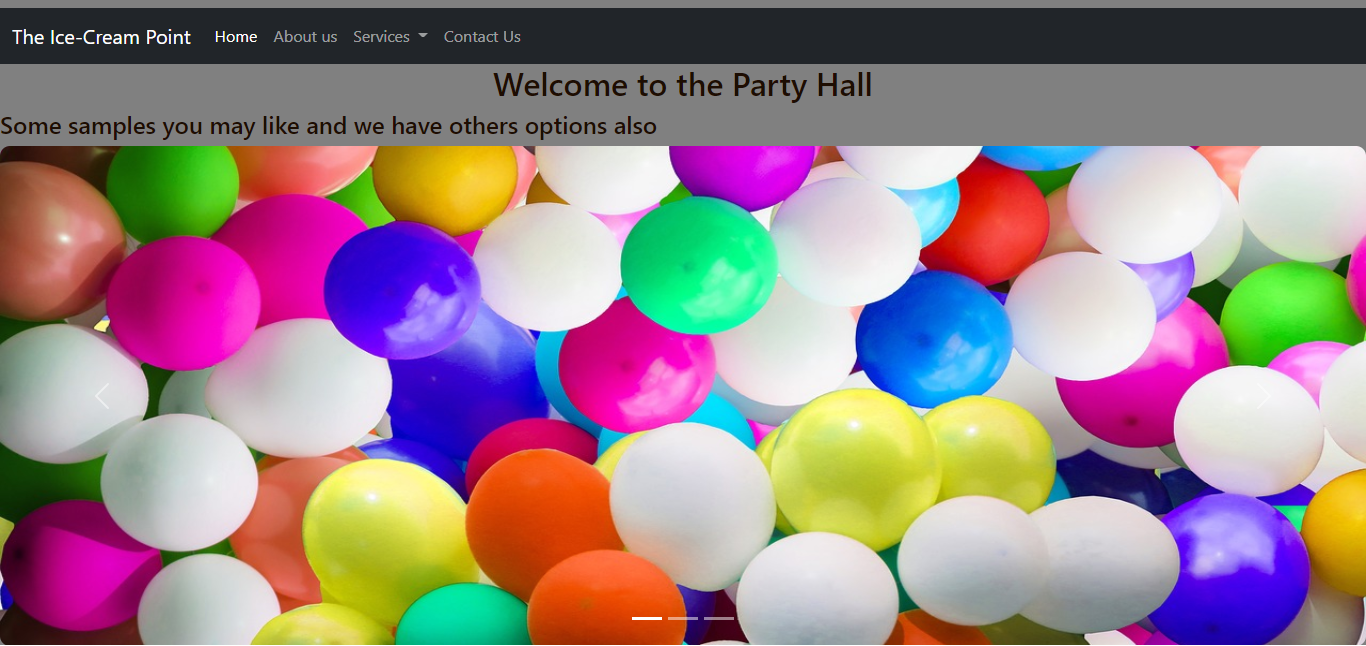 The Ice-Cream Point Home About us Services Contact Us
Welcome to the Party Hall
Some samples you may like and we have others options also